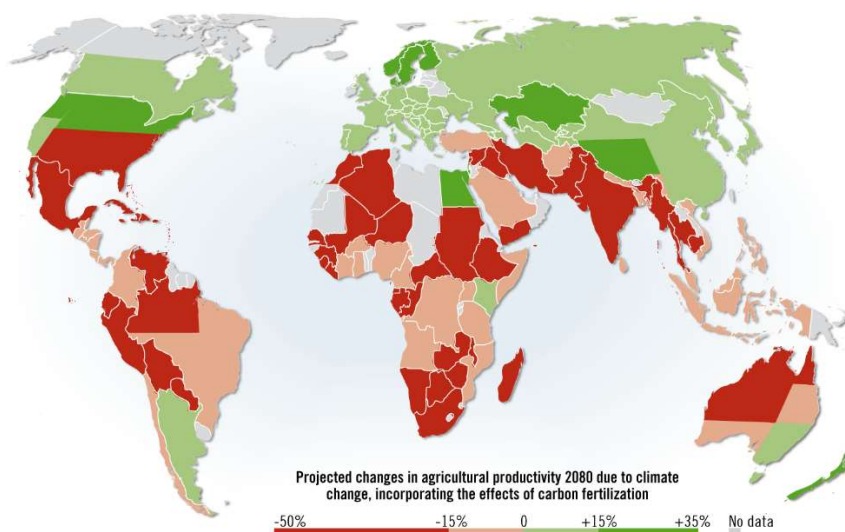 Projected changes in agricultural productivity 2080 due to climate
change, incorporating the effects of carbon fertilization
-50% -15% 0 +15% +35% No data